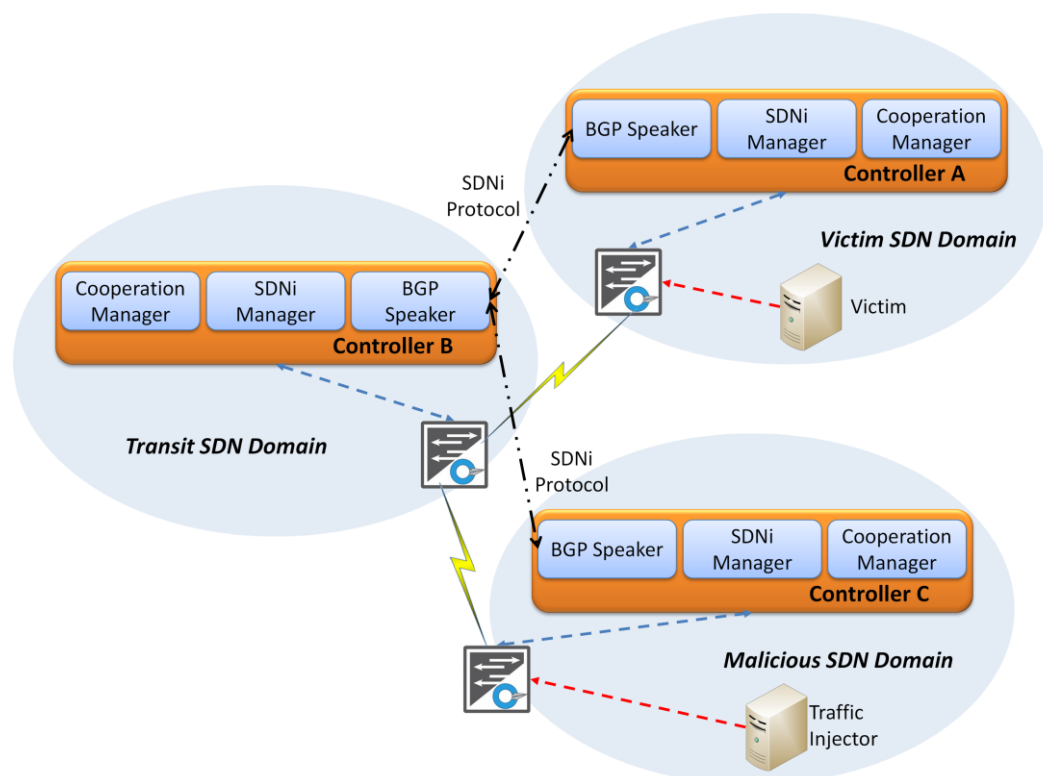 BGP Speaker
SDNi
Manager
Cooperation
Manager
Controller A
SDNi
Protocol
Victim SDN Domain
Victim
Cooperation
Manager
SDNi
Manager
BGP
Speaker
Controller B
Transit SDN Domain
SDNi
Protocol
BGP Speaker
SDNi
Manager
Cooperation
Manager
Controller C
Malicious SDN Domain
Traffic
Injector